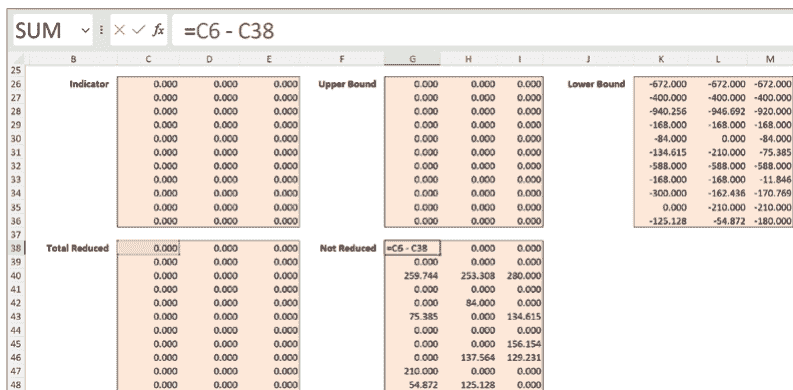 SUM fx =C6 - C38
B C D E F G H I J K L M
25
26 Indicator 0.000 0.000 0.000 Upper Bound 0.000 0.000 0.000 Lower Bound -672.000 -672.000 -672.000
27 0.000 0.000 0.000 0.000 0.000 0.000 -400.000 -400.000 -400.000
28 0.000 0.000 0.000 0.000 0.000 0.000 -940.256 -946.692 -920.000
29 0.000 0.000 0.000 0.000 0.000 0.000 -168.000 -168.000 -168.000
30 0.000 0.000 0.000 0.000 0.000 0.000 -84.000 0.000 -84.000
31 0.000 0.000 0.000 0.000 0.000 0.000 -134.615 -210.000 -75.385
32 0.000 0.000 0.000 0.000 0.000 0.000 -588.000 -588.000 -588.000
33 0.000 0.000 0.000 0.000 0.000 0.000 -168.000 -168.000 -11.846
34 0.000 0.000 0.000 0.000 0.000 0.000 -300.000 -162.436 -170.769
35 0.000 0.000 0.000 0.000 0.000 0.000 0.000 -210.000 -210.000
36 0.000 0.000 0.000 0.000 0.000 0.000 -125.128 -54.872 -180.000
37
38 Total Reduced 0.000 0.000 0.000 Not Reduced =C6 - C38 0.000 0.000
39 0.000 0.000 0.000 0.000 0.000 0.000
40 0.000 0.000 0.000 259.744 253.308 280.000
41 0.000 0.000 0.000 0.000 0.000 0.000
42 0.000 0.000 0.000 0.000 84.000 0.000
43 0.000 0.000 0.000 75.385 0.000 134.615
44 0.000 0.000 0.000 0.000 0.000 0.000
45 0.000 0.000 0.000 0.000 0.000 156.154
46 0.000 0.000 0.000 0.000 137.564 129.231
47 0.000 0.000 0.000 210.000 0.000 0.000
48 0.000 0.000 0.000 54.872 125.128 0.000